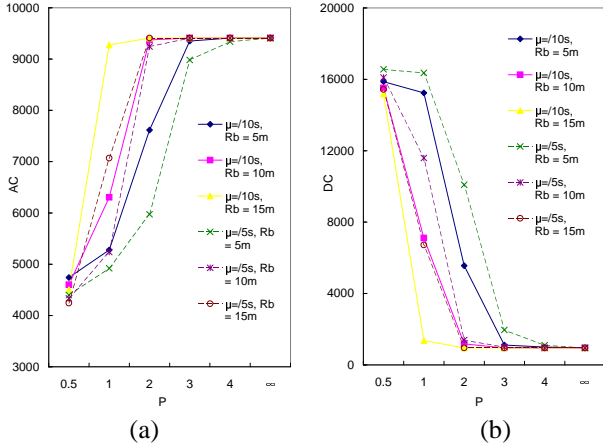 10000
9000
8000
7000
6000
5000
4000
3000
AC
0.5 1 2 3 4 ∞
P
μ=/10s,
Rb = 5m
μ=/10s,
Rb = 10m
μ=/10s,
Rb = 15m
μ=/5s, Rb
= 5m
μ=/5s, Rb
= 10m
μ=/5s, Rb
= 15m
(a)
20000
16000
12000
8000
4000
0
DC
0.5 1 2 3 4 ∞
P
μ=/10s,
Rb = 5m
μ=/10s,
Rb = 10m
μ=/10s,
Rb = 15m
μ=/5s,
Rb = 5m
μ=/5s,
Rb = 10m
μ=/5s,
Rb = 15m
(b)